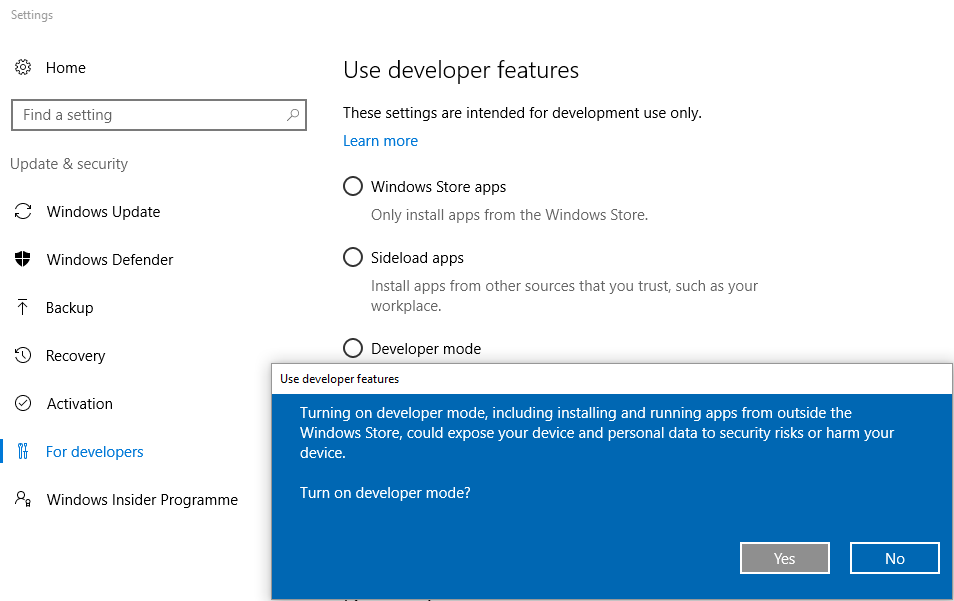 Settings
Home
Find a setting
Update & security
Windows Update
Windows Defender
Backup
Recovery
Activation
For developers
Windows Insider Programme
Use developer features
These settings are intended for development use only.
Learn more
Windows Store apps
Only install apps from the Windows Store.
Sideload apps
Install apps from other sources that you trust, such as your
workplace.
Developer mode
Use developer features
Turning on developer mode, including installing and running apps from outside the
Windows Store, could expose your device and personal data to security risks or harm your
device.
Turn on developer mode?
Yes
No